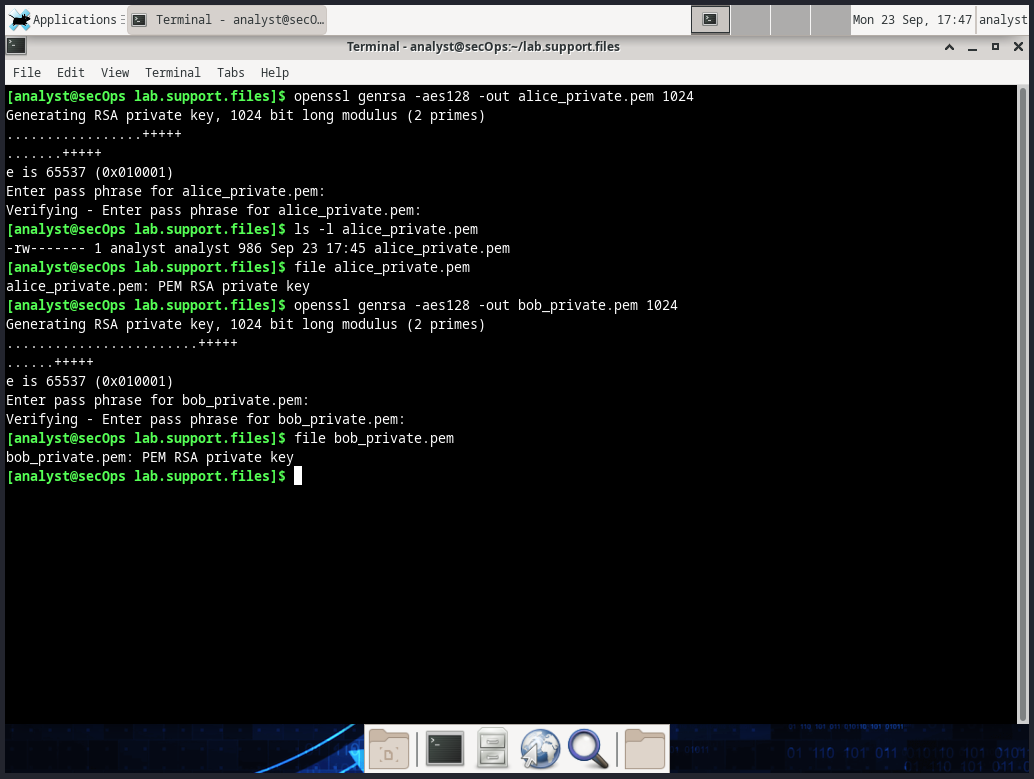 Applications
Terminal - analyst@secO...
Mon 23 Sep, 17:47
analyst
Terminal - analyst@secOps:~/lab.support.files
File Edit View Terminal Tabs Help
[analyst@secOps lab.support.files]$ openssl genrsa -aes128 -out alice_private.pem 1024
Generating RSA private key, 1024 bit long modulus (2 primes)
.................+++++
.......+++++
e is 65537 (0x010001)
Enter pass phrase for alice_private.pem:
Verifying - Enter pass phrase for alice_private.pem:
[analyst@secOps lab.support.files]$ ls -l alice_private.pem
-rw------- 1 analyst analyst 986 Sep 23 17:45 alice_private.pem
[analyst@secOps lab.support.files]$ file alice_private.pem
alice_private.pem: PEM RSA private key
[analyst@secOps lab.support.files]$ openssl genrsa -aes128 -out bob_private.pem 1024
Generating RSA private key, 1024 bit long modulus (2 primes)
........................+++++
......+++++
e is 65537 (0x010001)
Enter pass phrase for bob_private.pem:
Verifying - Enter pass phrase for bob_private.pem:
[analyst@secOps lab.support.files]$ file bob_private.pem
bob_private.pem: PEM RSA private key
[analyst@secOps lab.support.files]$
01 110 101 011